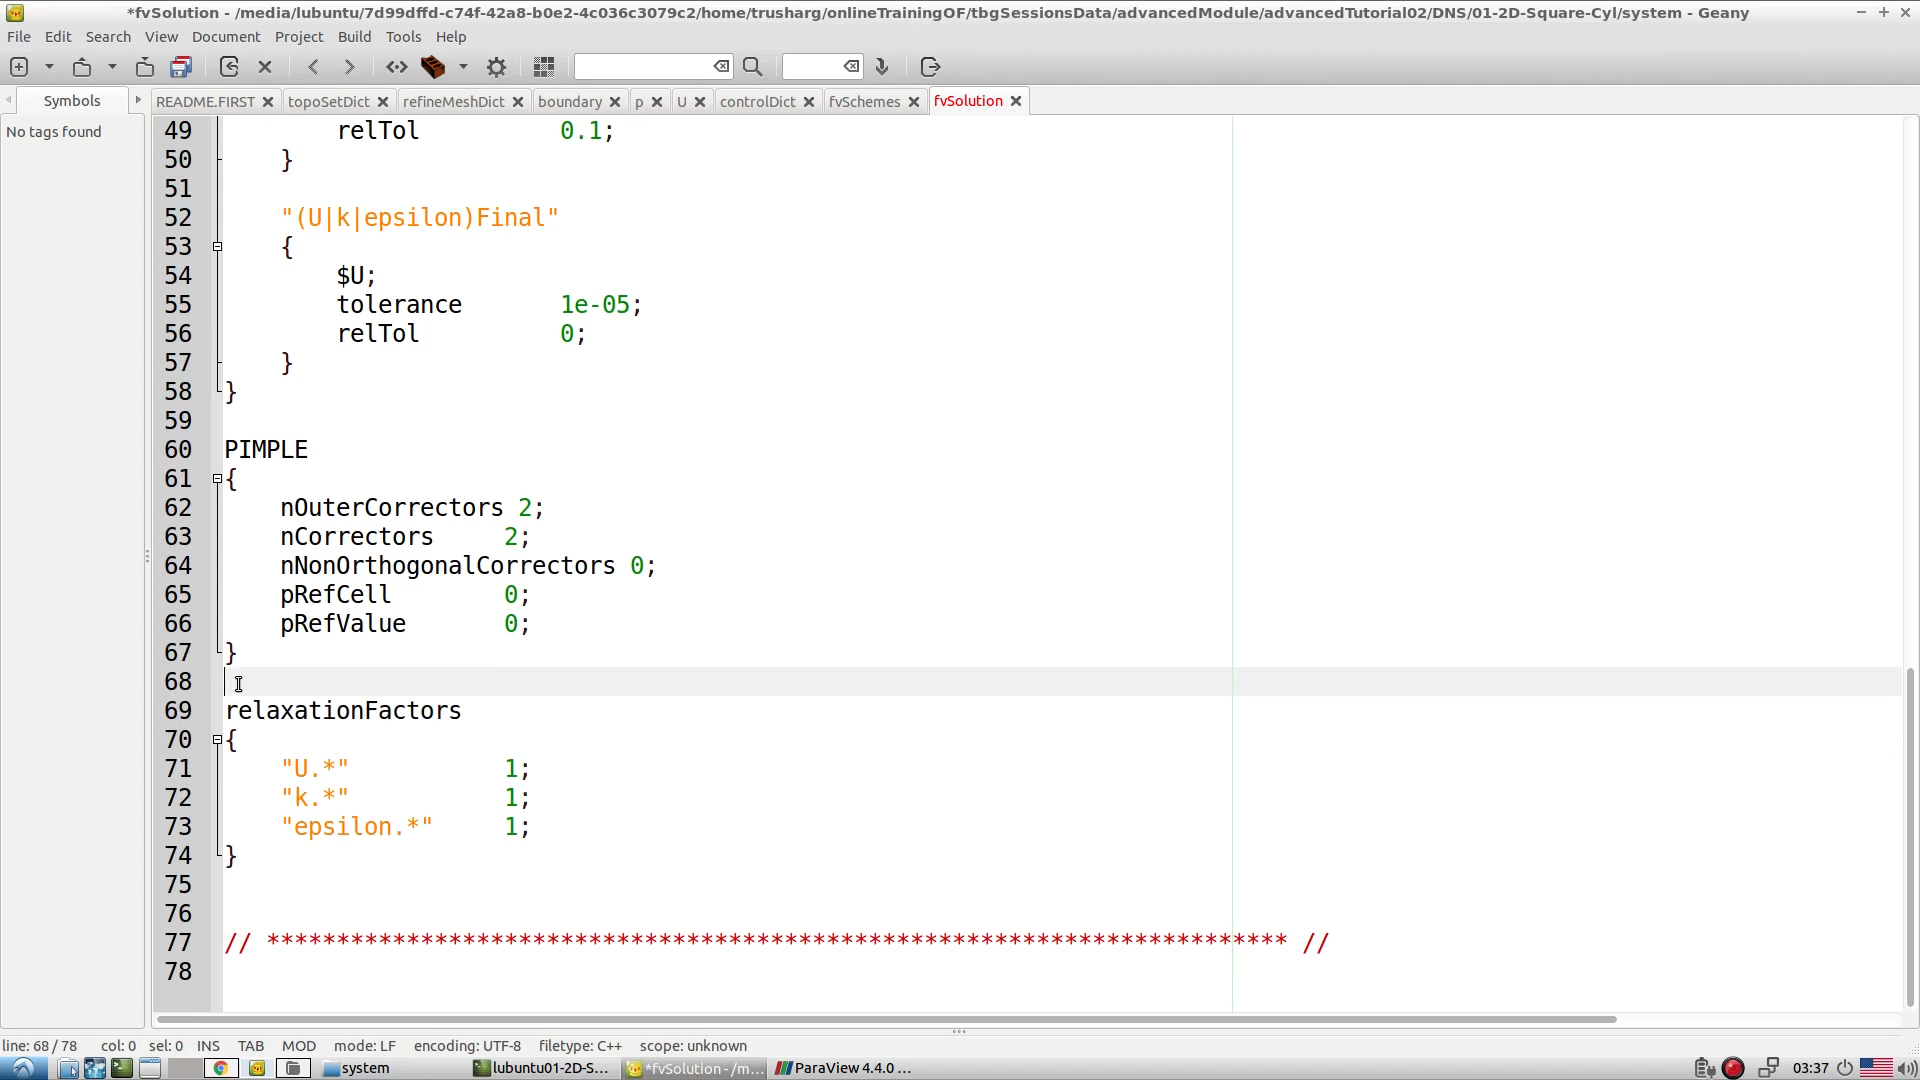 *fvSolution - /media/lubuntu/7d99dffd-c74f-42a8-b0e2-4c036c3079c2/home/trusharg/onlineTrainingOF/tbgSessionsData/advancedModule/advancedTutorial02/DNS/01-2D-Square-Cyl/system - Geany
File Edit Search View Document Project Build Tools Help
Symbols README.FIRST topoSetDict refineMeshDict boundary p U controlDict fvSchemes fvSolution
No tags found
49 relTol 0.1;
50 }
51
52 "(U|k|epsilon)Final"
53 {
54 $U;
55 tolerance 1e-05;
56 relTol 0;
57 }
58 }
59
60 PIMPLE
61 {
62 nOuterCorrectors 2;
63 nCorrectors 2;
64 nNonOrthogonalCorrectors 0;
65 pRefCell 0;
66 pRefValue 0;
67 }
68
69 relaxationFactors
70 {
71 "U.*" 1;
72 "k.*" 1;
73 "epsilon.*" 1;
74 }
75
76
77 // ************************************************************************* //
78
line: 68 / 78 col: 0 sel: 0 INS TAB MOD mode: LF encoding: UTF-8 filetype: C++ scope: unknown
system lubuntu01-2D-S... *fvSolution - /m... ParaView 4.4.0 ... 03:37